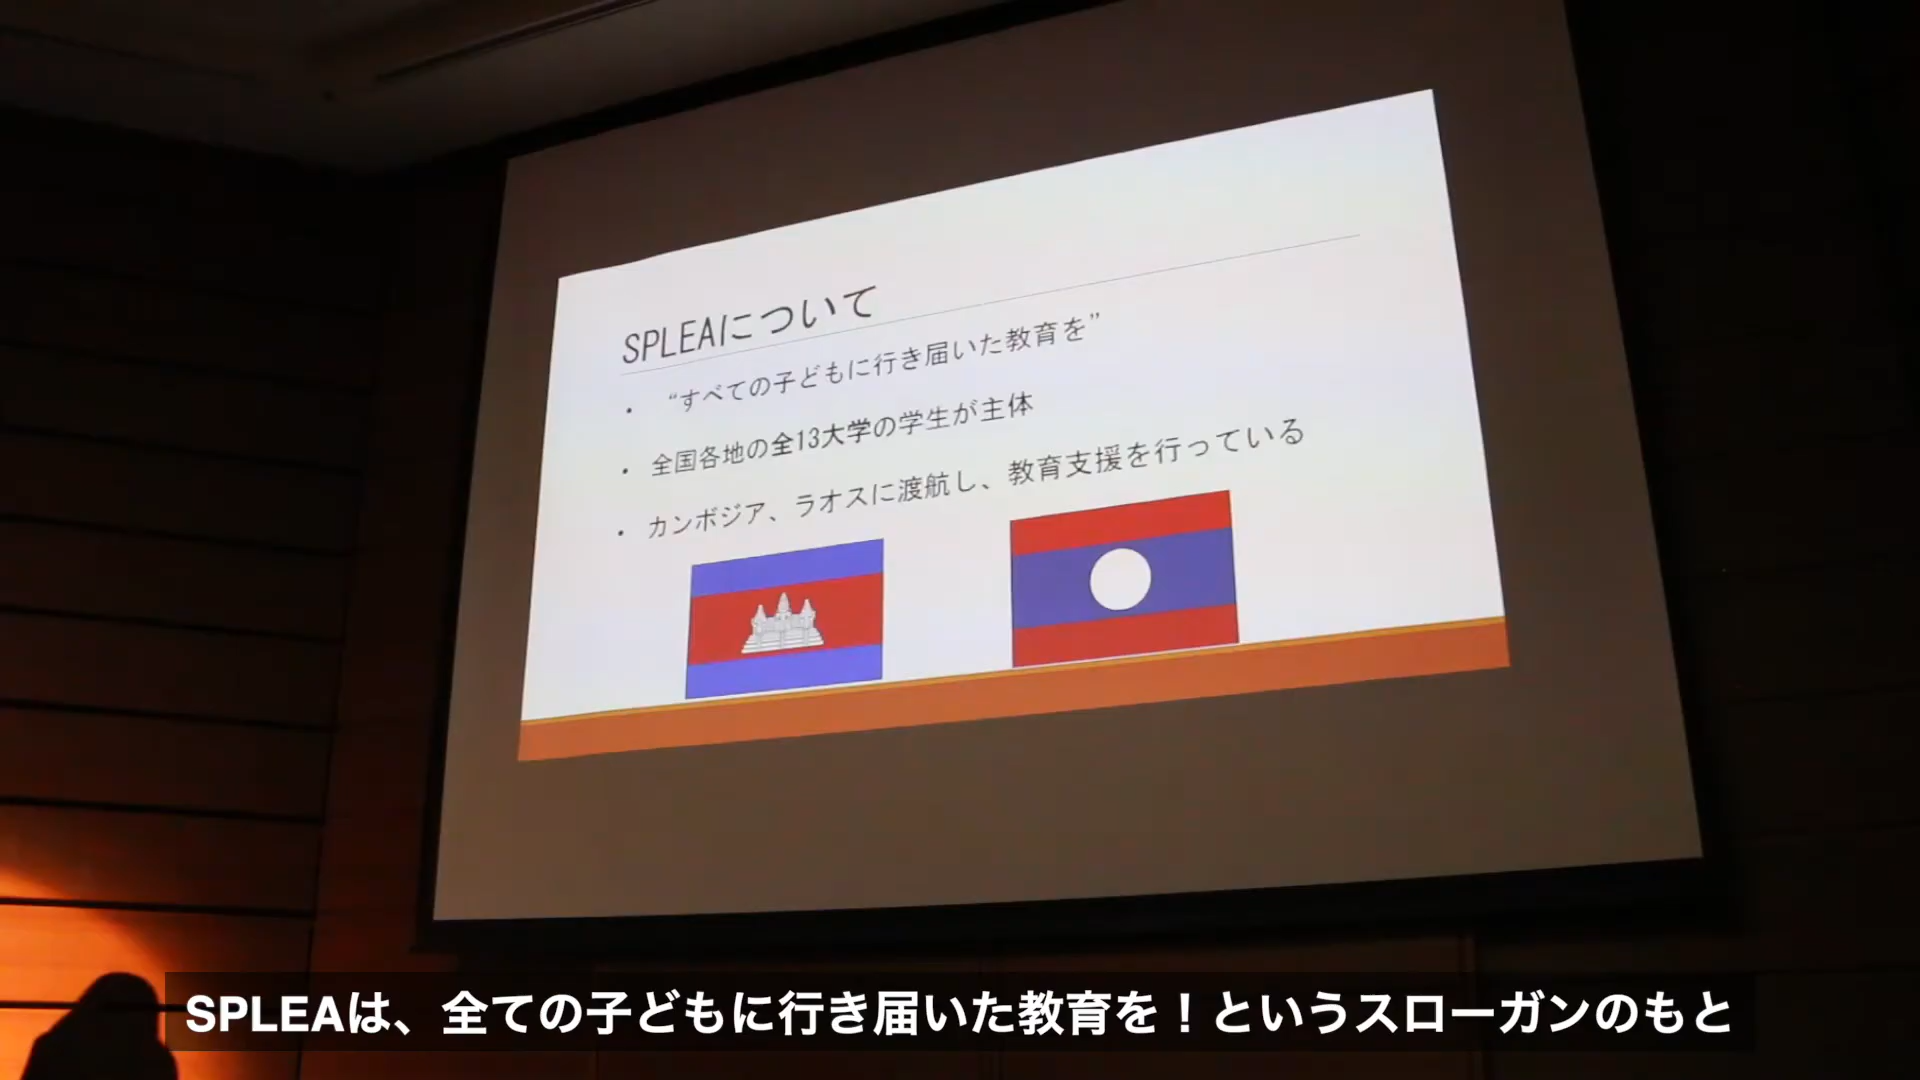 SPLEAについて
• “すべての子どもに行き届いた教育を”
• 全国各地の全13大学の学生が主体
• カンボジア、ラオスに渡航し、教育支援を行っている
SPLEAは、全ての子どもに行き届いた教育を！というスローガンのもと